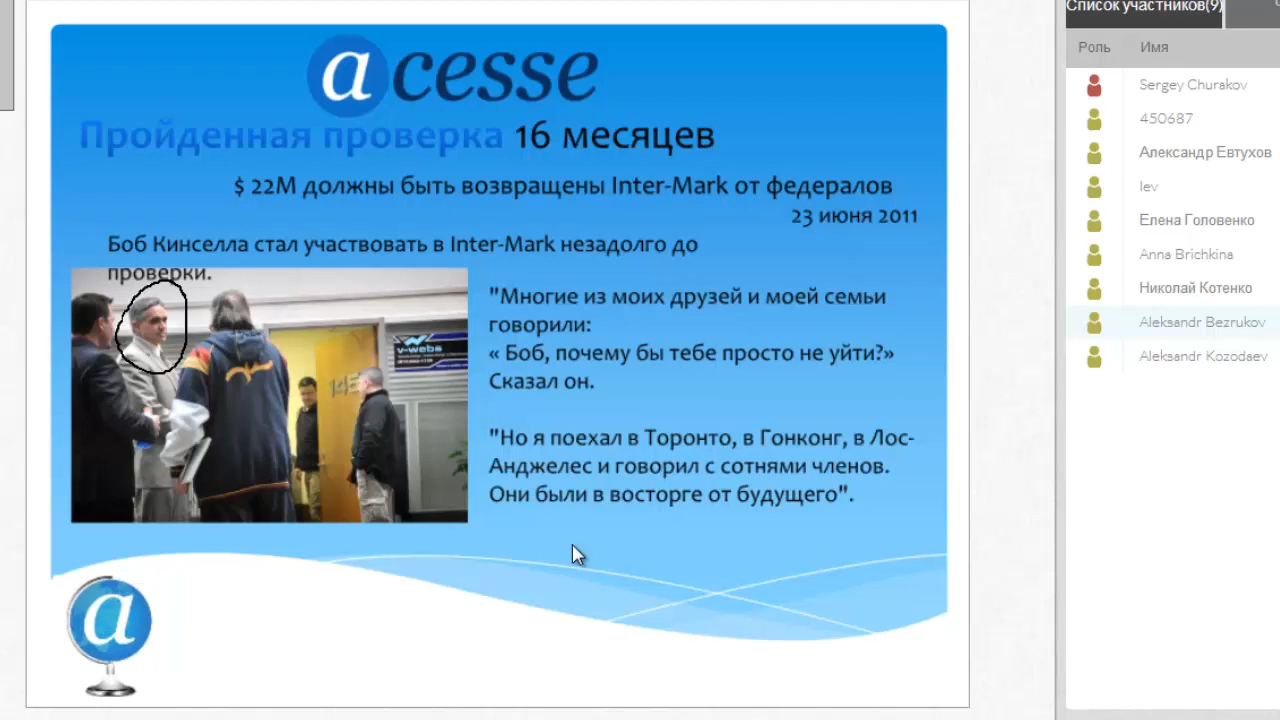 acesse
Пройденная проверка 16 месяцев
$ 22M должны быть возвращены Inter-Mark от федералов
23 июня 2011
Боб Кинселла стал участвовать в Inter-Mark незадолго до
проверки.
"Многие из моих друзей и моей семьи
говорили:
« Боб, почему бы тебе просто не уйти?»
Сказал он.
"Но я поехал в Торонто, в Гонконг, в Лос-
Анджелес и говорил с сотнями членов.
Они были в восторге от будущего".
v-webs
145
a
Список участников(9)
Роль Имя
Sergey Churakov
450687
Александр Евтухов
lev
Елена Головенко
Anna Brichkina
Николай Котенко
Aleksandr Bezrukov
Aleksandr Kozodaev